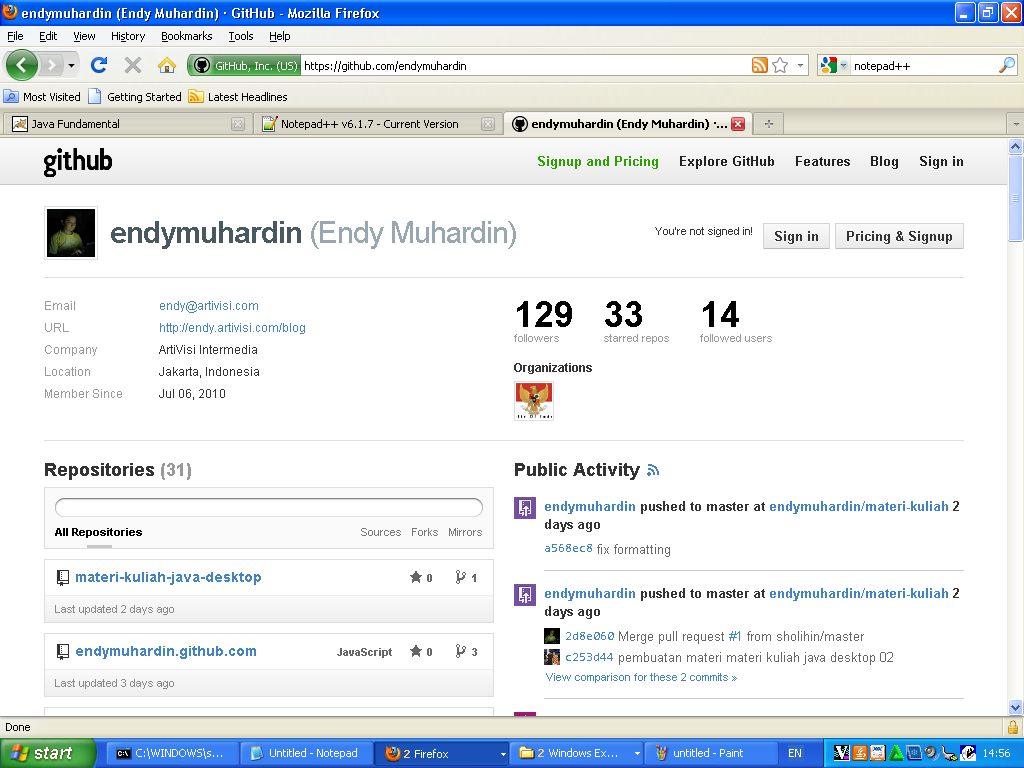 endymuhardin (Endy Muhardin) · GitHub - Mozilla Firefox
File Edit View History Bookmarks Tools Help
GitHub, Inc. (US) https://github.com/endymuhardin notepad++
Most Visited Getting Started Latest Headlines
Java Fundamental Notepad++ v6.1.7 - Current Version endymuhardin (Endy Muhardin) ·...
github Signup and Pricing Explore GitHub Features Blog Sign in
endymuhardin (Endy Muhardin) You're not signed in! Sign in Pricing & Signup
Email endy@artivisi.com
URL http://endy.artivisi.com/blog
Company ArtiVisi Intermedia
Location Jakarta, Indonesia
Member Since Jul 06, 2010
129 33 14
followers starred repos followed users
Organizations
Repositories (31)
All Repositories Sources Forks Mirrors
materi-kuliah-java-desktop 0 1
Last updated 2 days ago
endymuhardin.github.com JavaScript 0 3
Last updated 3 days ago
Public Activity
endymuhardin pushed to master at endymuhardin/materi-kuliah 2
days ago
a568ec8 fix formatting
endymuhardin pushed to master at endymuhardin/materi-kuliah 2
days ago
2d8e060 Merge pull request #1 from sholihin/master
c253d44 pembuatan materi materi kuliah java desktop 02
View comparison for these 2 commits »
Done
start C:\WINDOWS\s... Untitled - Notepad 2 Firefox 2 Windows Ex... untitled - Paint EN 14:56